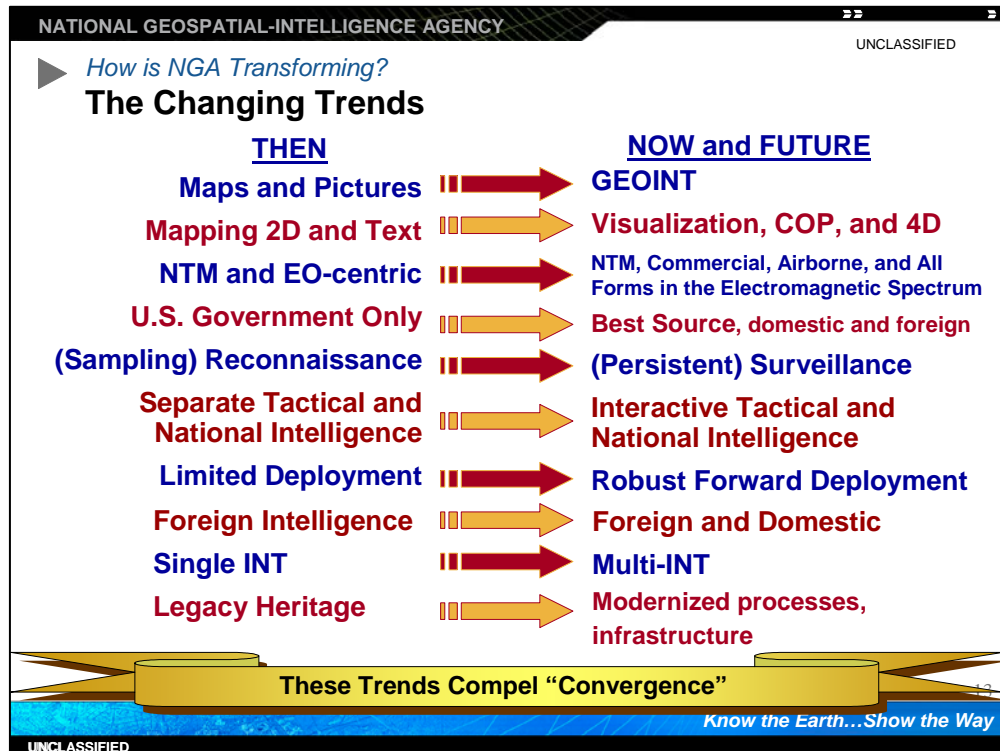 NATIONAL GEOSPATIAL-INTELLIGENCE AGENCY
UNCLASSIFIED
How is NGA Transforming?
The Changing Trends
THEN
NOW and FUTURE
Maps and Pictures
GEOINT
Mapping 2D and Text
Visualization, COP, and 4D
NTM and EO-centric
NTM, Commercial, Airborne, and All
Forms in the Electromagnetic Spectrum
U.S. Government Only
Best Source, domestic and foreign
(Sampling) Reconnaissance
(Persistent) Surveillance
Separate Tactical and
National Intelligence
Interactive Tactical and
National Intelligence
Limited Deployment
Robust Forward Deployment
Foreign Intelligence
Foreign and Domestic
Single INT
Multi-INT
Legacy Heritage
Modernized processes,
infrastructure
These Trends Compel “Convergence”
13
Know the Earth…Show the Way
UNCLASSIFIED